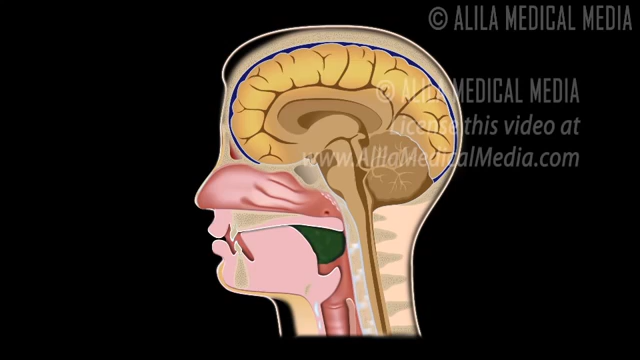 © ALILA MEDICAL MEDIA
© ALILA MEDICAL MEDIA
License this video at
www.AlilaMedicalMedia.com